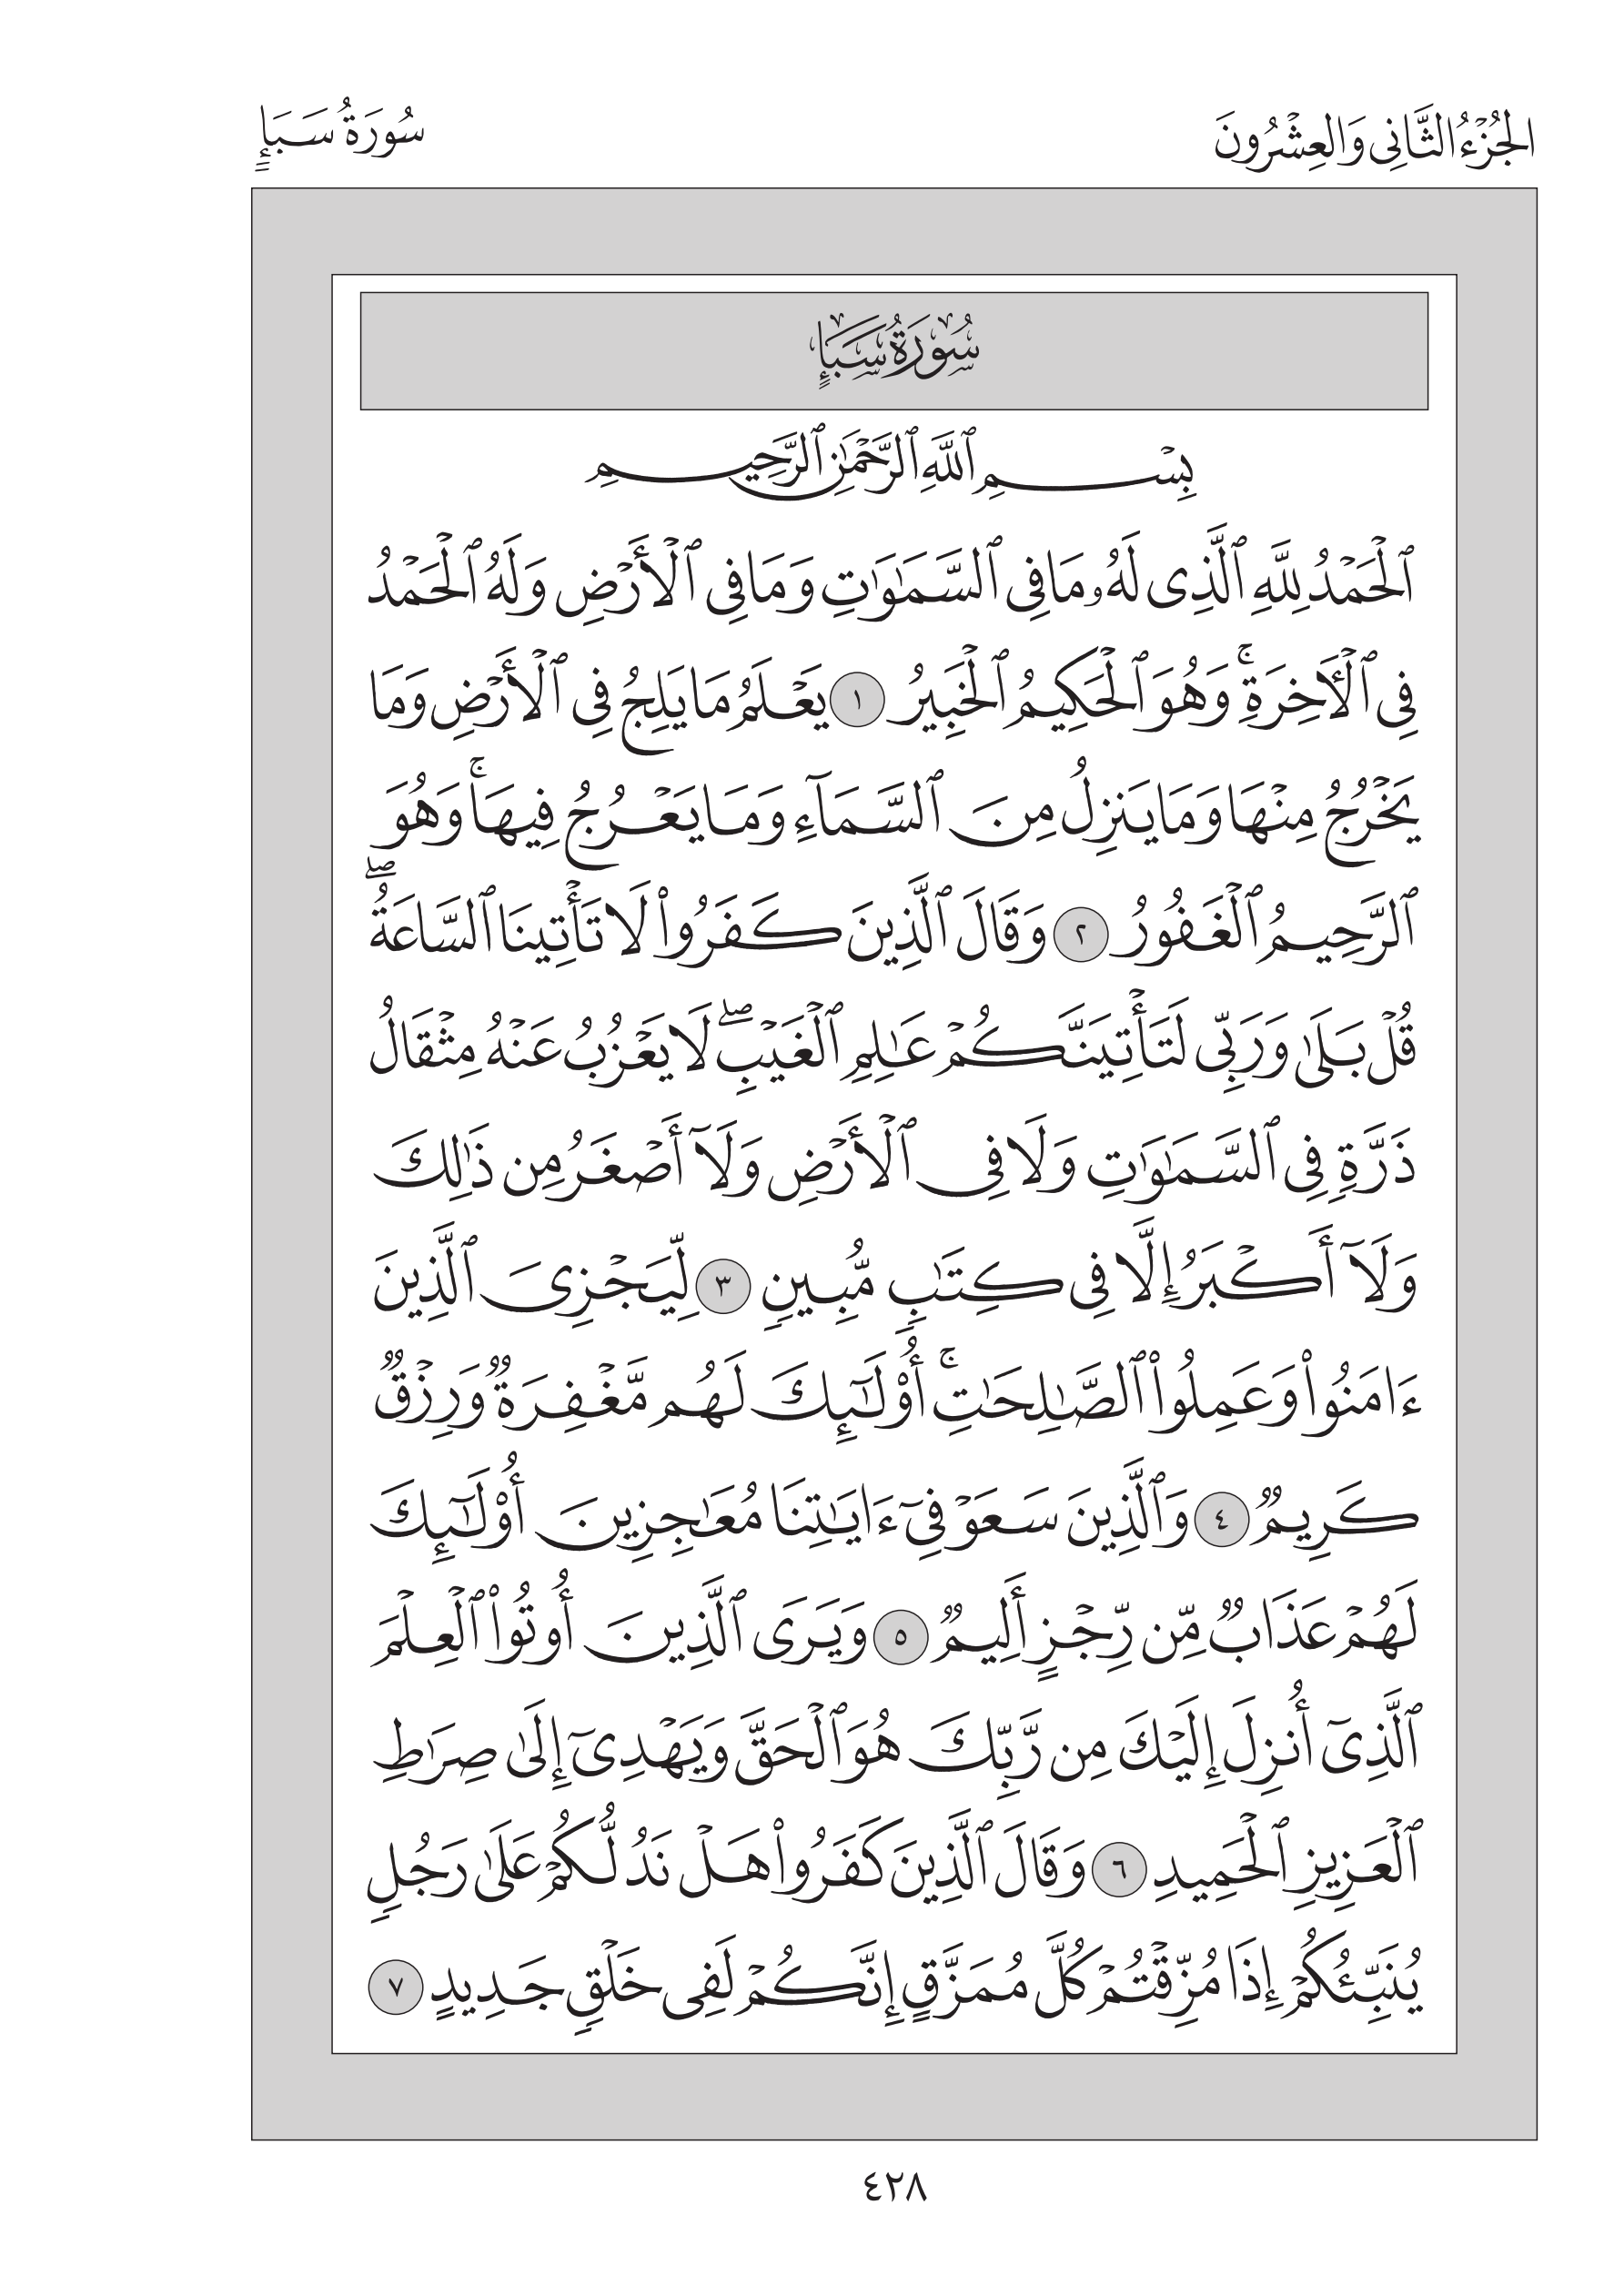 الجُزْءُ الثَّانِى وَالعِشْرُونَ
سُورَةُ سَبَإٍ
سُورَةُ سَبَإٍ
بِسْمِ ٱللَّهِ ٱلرَّحْمَٰنِ ٱلرَّحِيمِ
ٱلْحَمْدُ لِلَّهِ ٱلَّذِى لَهُۥ مَا فِى ٱلسَّمَٰوَٰتِ وَمَا فِى ٱلْأَرْضِ وَلَهُ ٱلْحَمْدُ
فِى ٱلْأَخِرَةِۚ وَهُوَ ٱلْحَكِيمُ ٱلْخَبِيرُ ١ يَعْلَمُ مَا يَلِجُ فِى ٱلْأَرْضِ وَمَا
يَخْرُجُ مِنْهَا وَمَا يَنزِلُ مِنَ ٱلسَّمَآءِ وَمَا يَعْرُجُ فِيهَاۚ وَهُوَ
ٱلرَّحِيمُ ٱلْغَفُورُ ٢ وَقَالَ ٱلَّذِينَ كَفَرُوا۟ لَا تَأْتِينَا ٱلسَّاعَةُۖ
قُلْ بَلَىٰ وَرَبِّى لَتَأْتِيَنَّكُمْ عَٰلِمِ ٱلْغَيْبِۖ لَا يَعْزُبُ عَنْهُ مِثْقَالُ
ذَرَّةٍ فِى ٱلسَّمَٰوَٰتِ وَلَا فِى ٱلْأَرْضِ وَلَآ أَصْغَرُ مِن ذَٰلِكَ
وَلَآ أَكْبَرُ إِلَّا فِى كِتَٰبٍ مُّبِينٍ ٣ لِّيَجْزِىَ ٱلَّذِينَ
ءَامَنُوا۟ وَعَمِلُوا۟ ٱلصَّٰلِحَٰتِۚ أُو۟لَٰٓئِكَ لَهُم مَّغْفِرَةٌ وَرِزْقٌ
كَرِيمٌ ٤ وَٱلَّذِينَ سَعَوْ فِىٓ ءَايَٰتِنَا مُعَٰجِزِينَ أُو۟لَٰٓئِكَ
لَهُمْ عَذَابٌ مِّن رِّجْزٍ أَلِيمٌ ٥ وَيَرَى ٱلَّذِينَ أُوتُوا۟ ٱلْعِلْمَ
ٱلَّذِىٓ أُنزِلَ إِلَيْكَ مِن رَّبِّكَ هُوَ ٱلْحَقَّ وَيَهْدِىٓ إِلَىٰ صِرَٰطِ
ٱلْعَزِيزِ ٱلْحَمِيدِ ٦ وَقَالَ ٱلَّذِينَ كَفَرُوا۟ هَلْ نَدُلُّكُمْ عَلَىٰ رَجُلٍ
يُنَبِّئُكُمْ إِذَا مُزِّقْتُمْ كُلَّ مُمَزَّقٍ إِنَّكُمْ لَفِى خَلْقٍ جَدِيدٍ ٧
٤٢٨